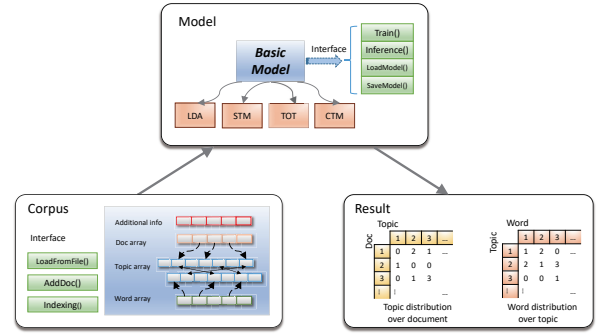 Model
Basic
Model
Interface
Train()
Inference()
LoadModel()
SaveModel()
LDA
STM
TOT
CTM
Corpus
Interface
LoadFromFile()
AddDoc()
Indexing()
Additional info
Doc array
Topic array
Word array
Result
Topic
Doc
1 2 3 ...
1 0 2 1 ...
2 1 0 0
3 0 1 3
Topic distribution
over document
Word
Topic
1 2 3 ...
1 1 2 0 ...
2 2 1 3
3 0 0 1
Word distribution
over topic